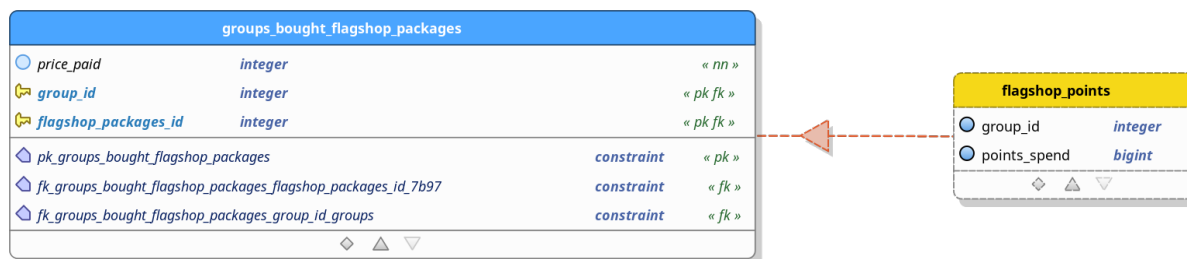 groups_bought_flagshop_packages
price_paid integer « nn »
group_id integer « pk fk »
flagshop_packages_id integer « pk fk »
pk_groups_bought_flagshop_packages constraint « pk »
fk_groups_bought_flagshop_packages_flagshop_packages_id_7b97 constraint « fk »
fk_groups_bought_flagshop_packages_group_id_groups constraint « fk »
flagshop_points
group_id integer
points_spend bigint